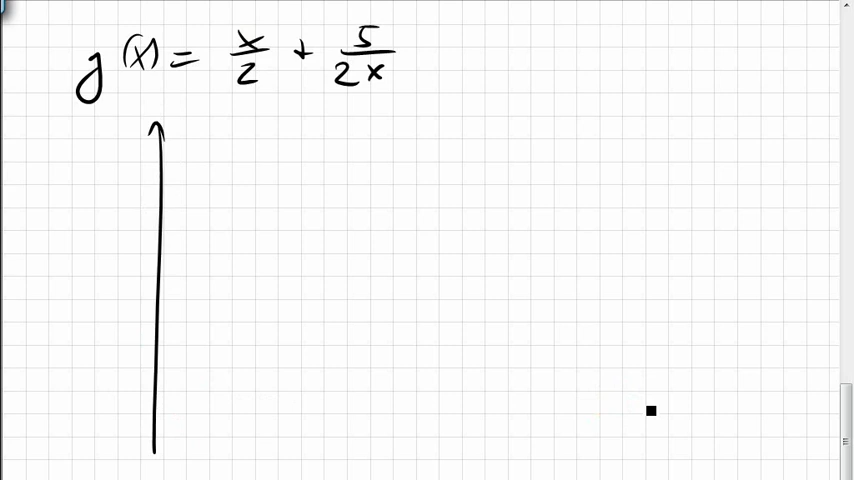 g(x) = x/2 + 5/2x